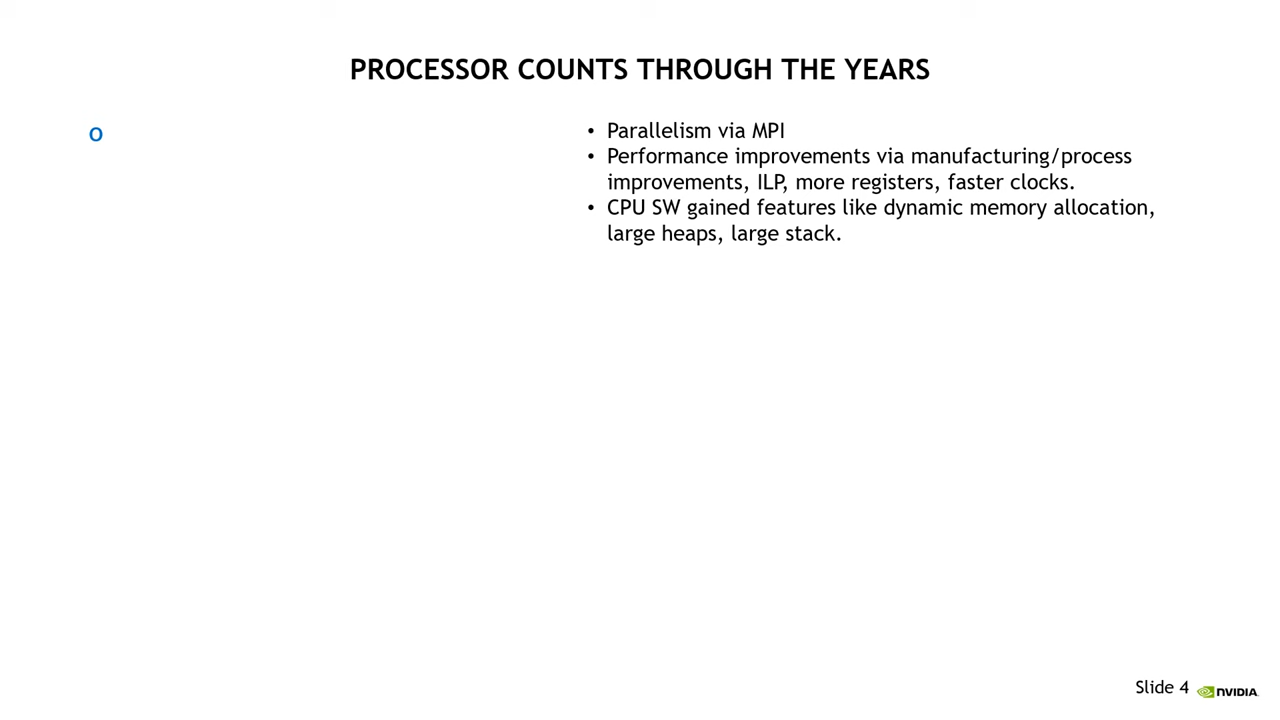 PROCESSOR COUNTS THROUGH THE YEARS
o
• Parallelism via MPI
• Performance improvements via manufacturing/process
improvements, ILP, more registers, faster clocks.
• CPU SW gained features like dynamic memory allocation,
large heaps, large stack.
Slide 4
NVIDIA